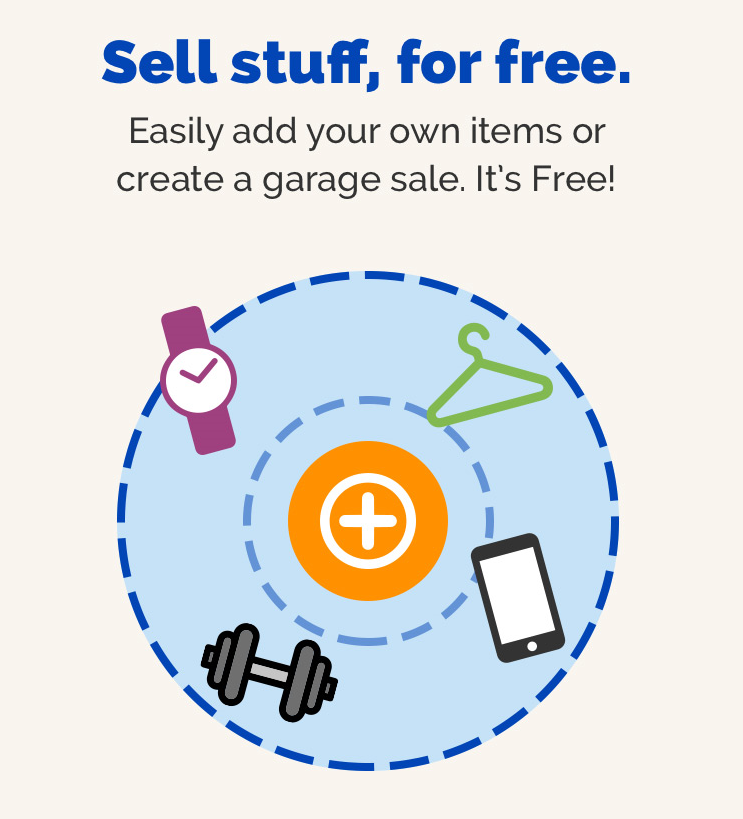 Sell stuff, for free.
Easily add your own items or
create a garage sale. It’s Free!